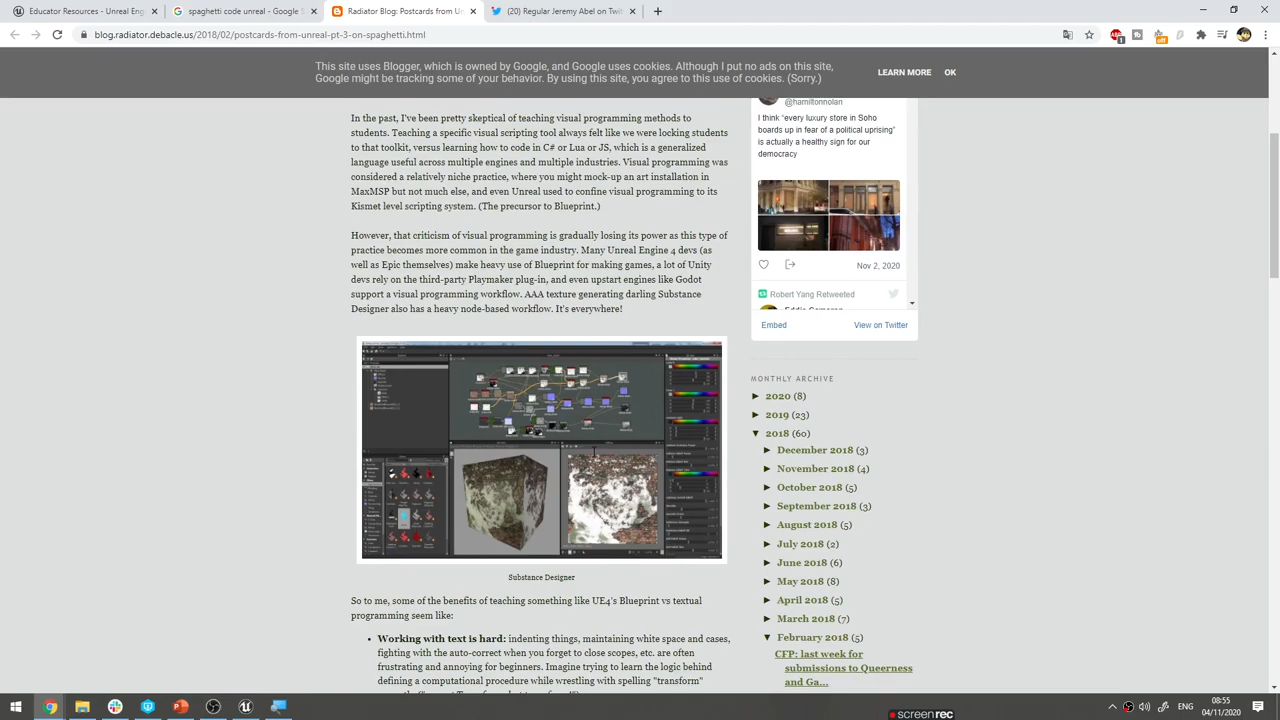 Educator Resources - Unreal Eng
spaghetti code unreal - Google S
Radiator Blog: Postcards from Un
(20) Regular Jeremy Abel on Twit
blog.radiator.debacle.us/2018/02/postcards-from-unreal-pt-3-on-spaghetti.html
This site uses Blogger, which is owned by Google, and Google uses cookies. Although I put no ads on this site,
Google might be tracking some of your behavior. By using this site, you agree to this use of cookies. (Sorry.)
LEARN MORE OK
In the past, I've been pretty skeptical of teaching visual programming methods to
students. Teaching a specific visual scripting tool always felt like we were locking students
to that toolkit, versus learning how to code in C# or Lua or JS, which is a generalized
language useful across multiple engines and multiple industries. Visual programming was
considered a relatively niche practice, where you might mock-up an art installation in
MaxMSP but not much else, and even Unreal used to confine visual programming to its
Kismet level scripting system. (The precursor to Blueprint.)
However, that criticism of visual programming is gradually losing its power as this type of
practice becomes more common in the game industry. Many Unreal Engine 4 devs (as
well as Epic themselves) make heavy use of Blueprint for making games, a lot of Unity
devs rely on the third-party Playmaker plug-in, and even upstart engines like Godot
support a visual programming workflow. AAA texture generating darling Substance
Designer also has a heavy node-based workflow. It's everywhere!
Substance Designer
So to me, some of the benefits of teaching something like UE4's Blueprint vs textual
programming seem like:
• Working with text is hard: indenting things, maintaining white space and cases,
fighting with the auto-correct when you forget to close scopes, etc. are often
frustrating and annoying for beginners. Imagine trying to learn the logic behind
defining a computational procedure while wrestling with spelling "transform"
@hamiltonnolan
I think "every luxury store in Soho
boards up in fear of a political uprising"
is actually a healthy sign for our
democracy
Nov 2, 2020
Robert Yang Retweeted
Embed
View on Twitter
MONTHLY ARCHIVE
► 2020 (8)
► 2019 (23)
▼ 2018 (60)
► December 2018 (3)
► November 2018 (4)
► October 2018 (5)
► September 2018 (3)
► August 2018 (5)
► July 2018 (2)
► June 2018 (6)
► May 2018 (8)
► April 2018 (5)
► March 2018 (7)
▼ February 2018 (5)
CFP: last week for
submissions to Queerness
and Ga...
ENG
08:55
04/11/2020
screenrec